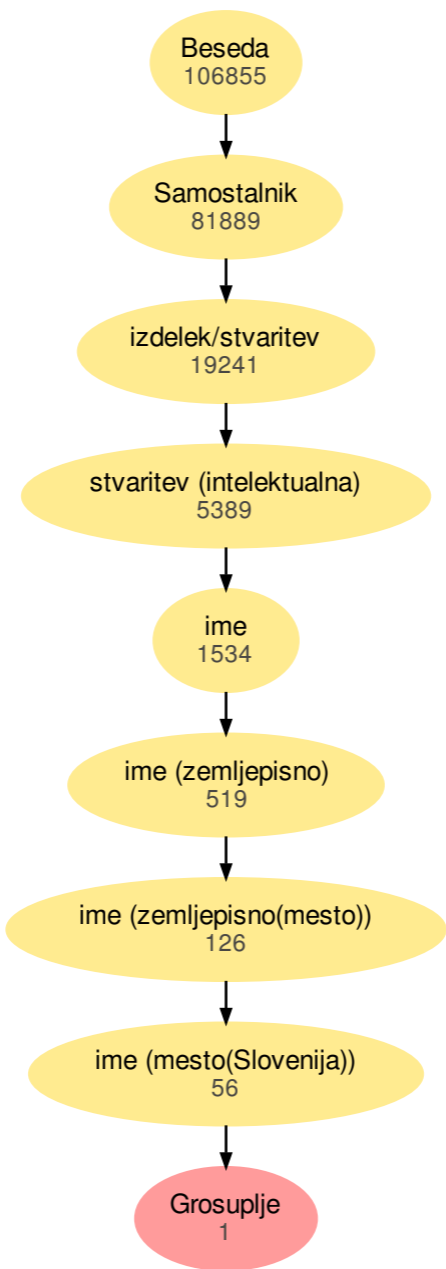 Beseda
106855
Samostalnik
81889
izdelek/stvaritev
19241
stvaritev (intelektualna)
5389
ime
1534
ime (zemljepisno)
519
ime (zemljepisno(mesto))
126
ime (mesto(Slovenija))
56
Grosuplje
1